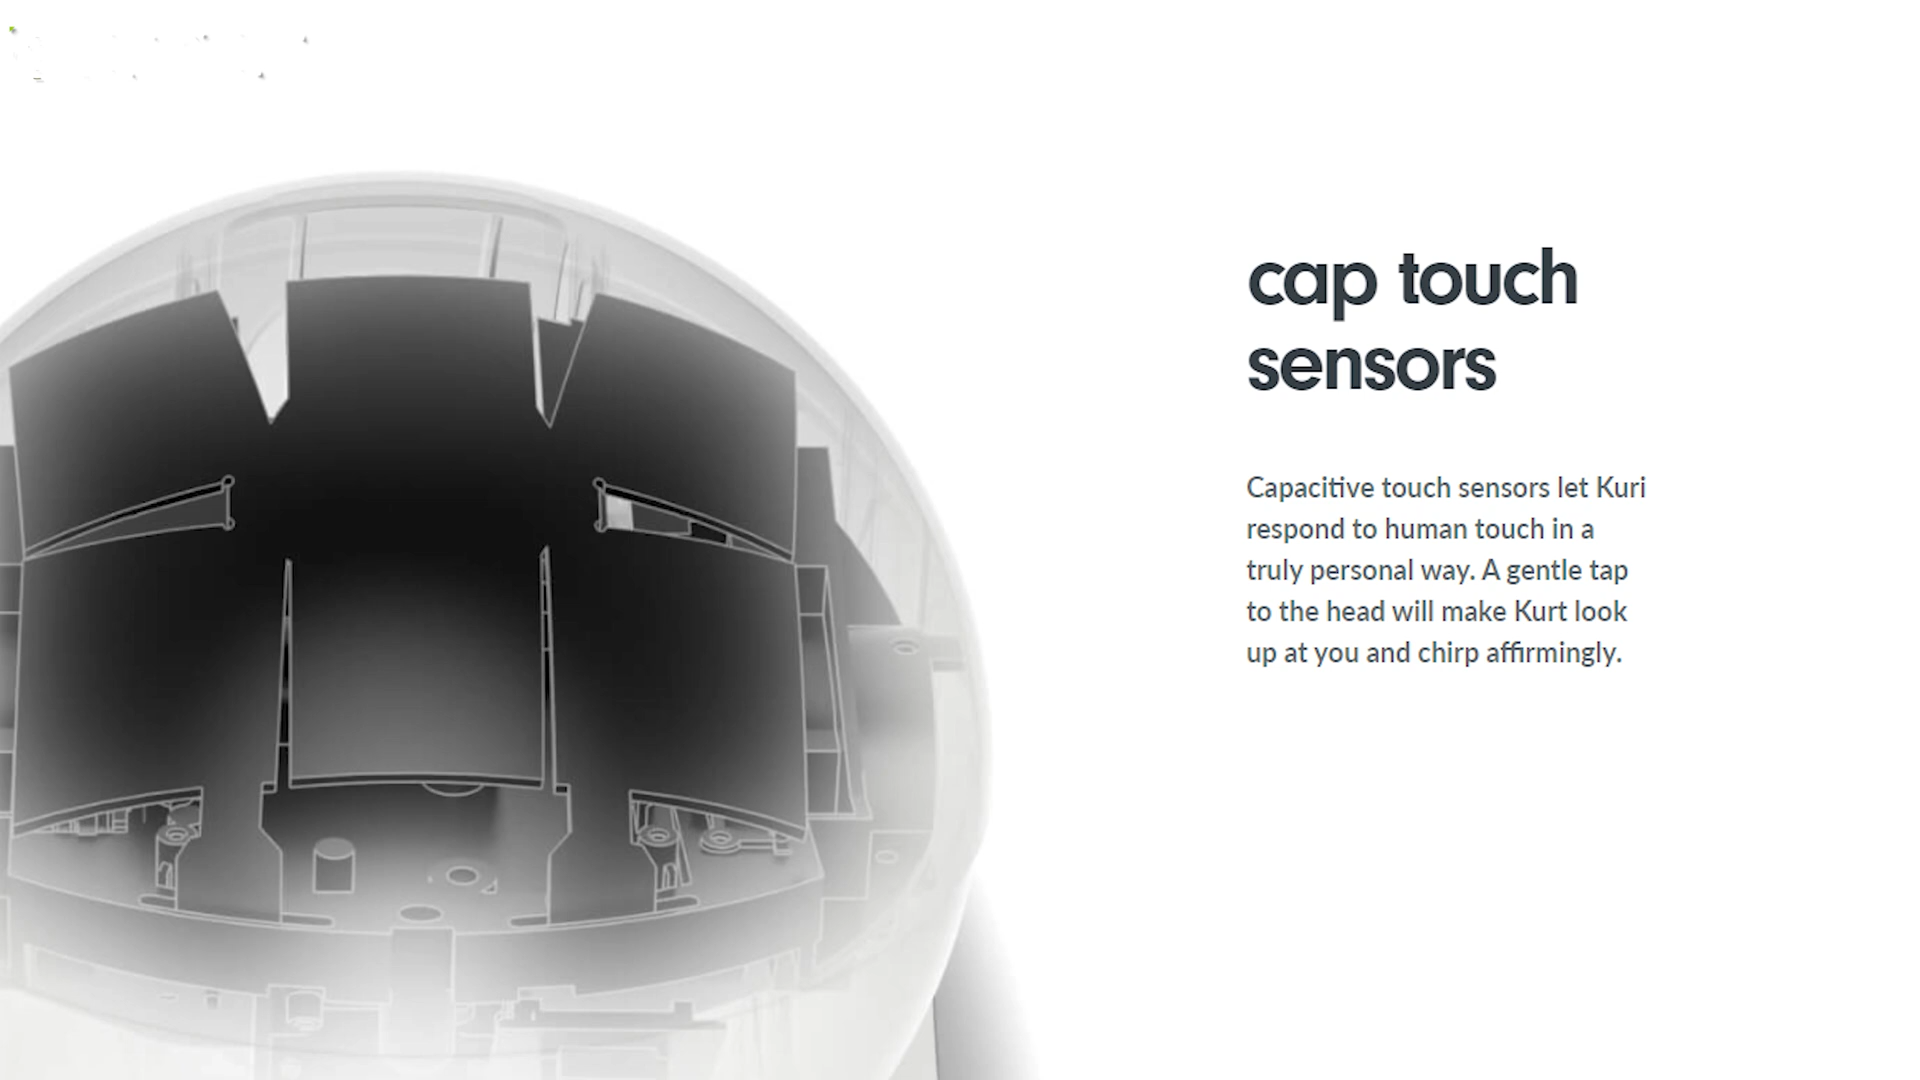 cap touch
sensors
Capacitive touch sensors let Kuri
respond to human touch in a
truly personal way. A gentle tap
to the head will make Kurt look
up at you and chirp affirmingly.